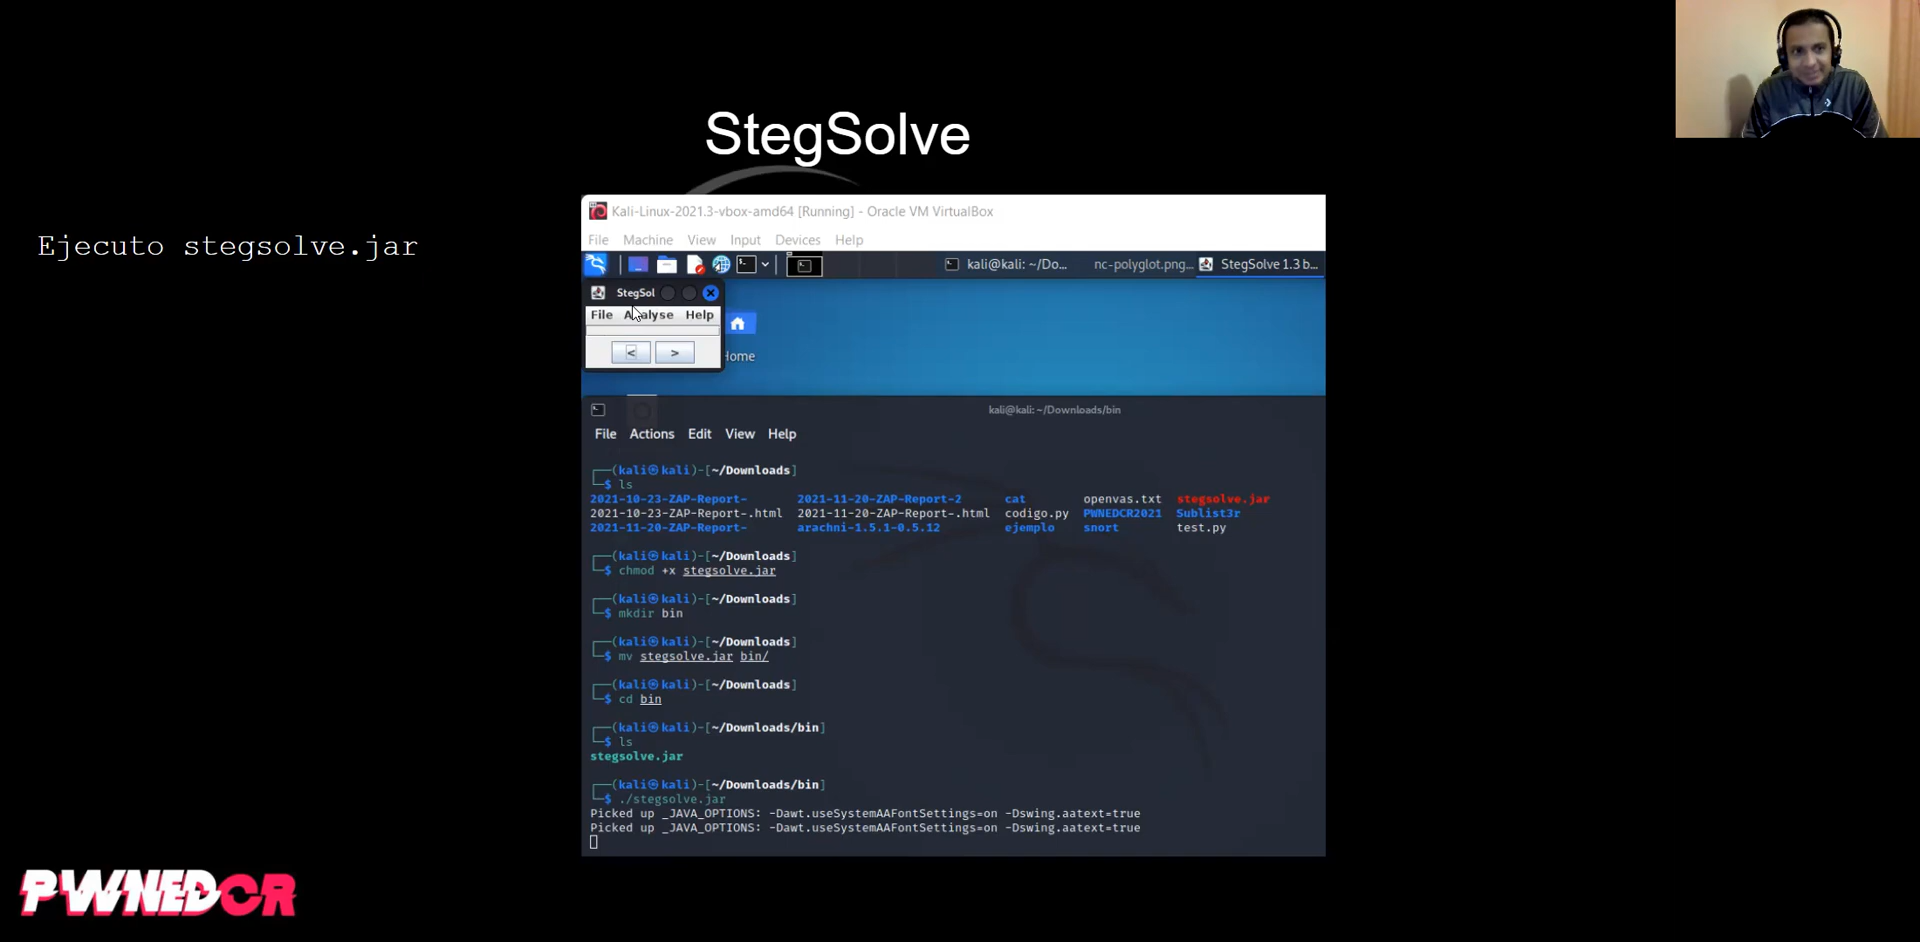 StegSolve
Ejecuto stegsolve.jar
Kali-Linux-2021.3-vbox-amd64 [Running] - Oracle VM VirtualBox
File Machine View Input Devices Help
kali@kali: ~/Do... nc-polyglot.png... StegSolve 1.3 b...
StegSol
File Analyse Help
< >
Home
kali@kali: ~/Downloads/bin
File Actions Edit View Help
┌──(kali㉿kali)-[~/Downloads]
└─$ ls
2021-10-23-ZAP-Report- 2021-11-20-ZAP-Report-2 cat openvas.txt stegsolve.jar
2021-10-23-ZAP-Report-.html 2021-11-20-ZAP-Report-.html codigo.py PWNEDCR2021 Sublist3r
2021-11-20-ZAP-Report- arachni-1.5.1-0.5.12 ejemplo snort test.py
┌──(kali㉿kali)-[~/Downloads]
└─$ chmod +x stegsolve.jar
┌──(kali㉿kali)-[~/Downloads]
└─$ mkdir bin
┌──(kali㉿kali)-[~/Downloads]
└─$ mv stegsolve.jar bin/
┌──(kali㉿kali)-[~/Downloads]
└─$ cd bin
┌──(kali㉿kali)-[~/Downloads/bin]
└─$ ls
stegsolve.jar
┌──(kali㉿kali)-[~/Downloads/bin]
└─$ ./stegsolve.jar
Picked up _JAVA_OPTIONS: -Dawt.useSystemAAFontSettings=on -Dswing.aatext=true
Picked up _JAVA_OPTIONS: -Dawt.useSystemAAFontSettings=on -Dswing.aatext=true
PWNEDCR